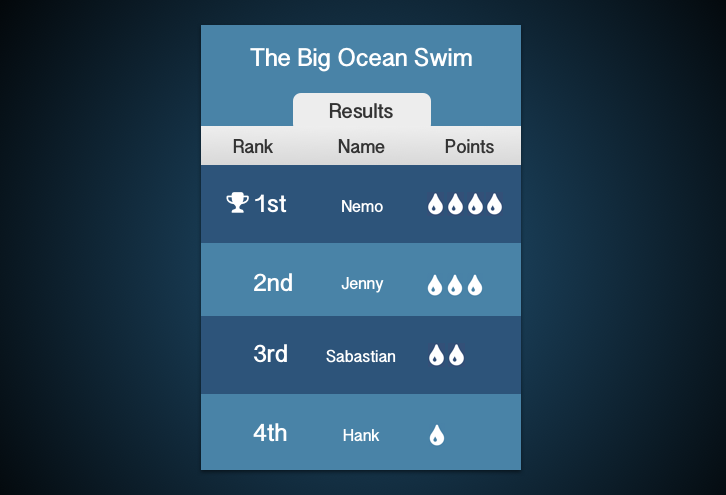 The Big Ocean Swim
Results
Rank Name Points
1st Nemo
2nd Jenny
3rd Sabastian
4th Hank